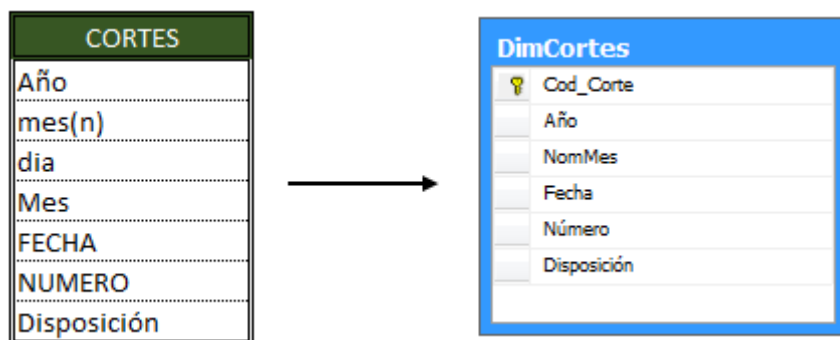 CORTES
Año
mes(n)
dia
Mes
FECHA
NUMERO
Disposición
DimCortes
Cod_Corte
Año
NomMes
Fecha
Número
Disposición